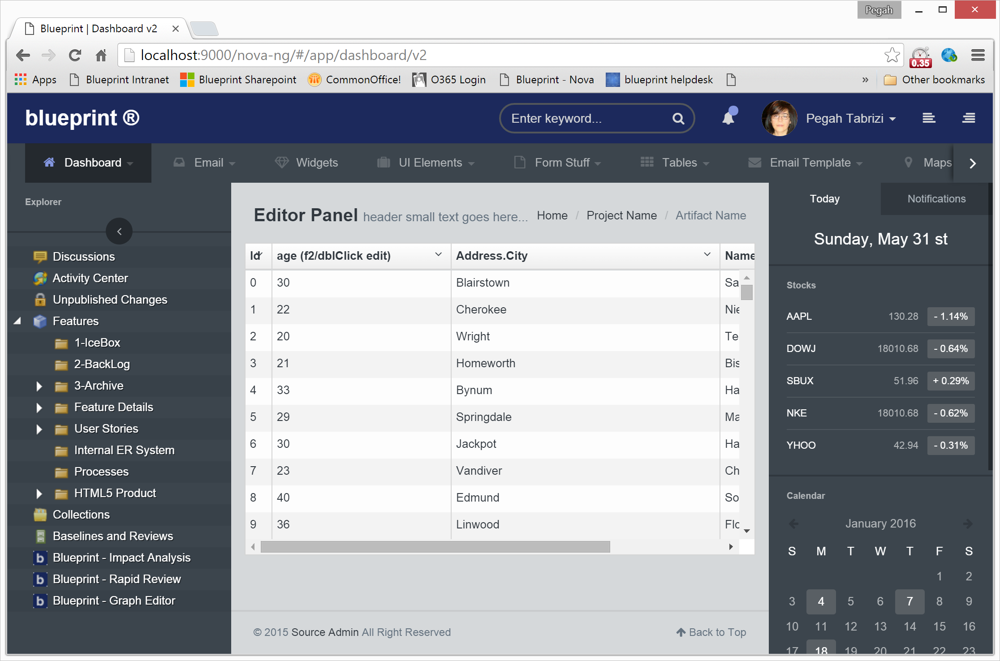 Pegah
Blueprint | Dashboard v2
localhost:9000/nova-ng/#/app/dashboard/v2
0.35
Apps Blueprint Intranet Blueprint Sharepoint CommonOffice! O365 Login Blueprint - Nova blueprint helpdesk » Other bookmarks
blueprint ® Enter keyword... Pegah Tabrizi
Dashboard Email Widgets UI Elements Form Stuff Tables Email Template Maps
Explorer
Discussions
Activity Center
Unpublished Changes
Features
1-IceBox
2-BackLog
3-Archive
Feature Details
User Stories
Internal ER System
Processes
HTML5 Product
Collections
Baselines and Reviews
b Blueprint - Impact Analysis
b Blueprint - Rapid Review
b Blueprint - Graph Editor
Editor Panel header small text goes here... Home / Project Name / Artifact Name
Id age (f2/dblClick edit) Address.City Name
0 30 Blairstown Sa
1 22 Cherokee Nie
2 20 Wright Te
3 21 Homeworth Bis
4 33 Bynum Ha
5 29 Springdale Ma
6 30 Jackpot Ha
7 23 Vandiver Ch
8 40 Edmund So
9 36 Linwood Flo
© 2015 Source Admin All Right Reserved Back to Top
Today Notifications
Sunday, May 31 st
Stocks
AAPL 130.28 - 1.14%
DOWJ 18010.68 - 0.64%
SBUX 51.96 + 0.29%
NKE 18010.68 - 0.62%
YHOO 42.94 - 0.31%
Calendar
January 2016
S M T W T F S
1 2
3 4 5 6 7 8 9
10 11 12 13 14 15 16
17 18 19 20 21 22 23